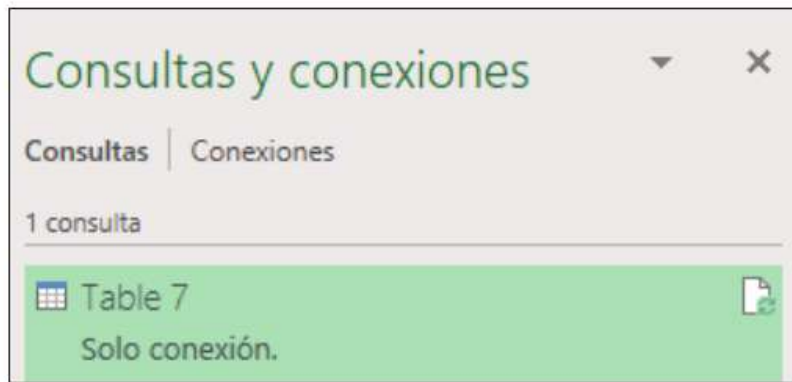 Consultas y conexiones
Consultas | Conexiones
1 consulta
Table 7
Solo conexión.